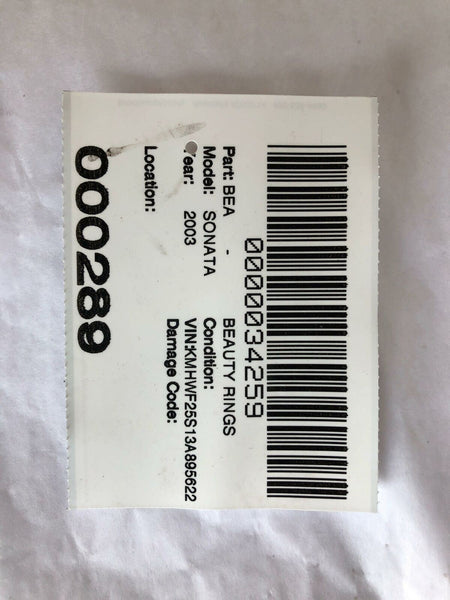 0000034259
Part: BEA - BEAUTY RINGS
Model: SONATA Condition:
Year: 2003 VIN:KMHWF25S13A895622
Damage Code:
Location:
000289